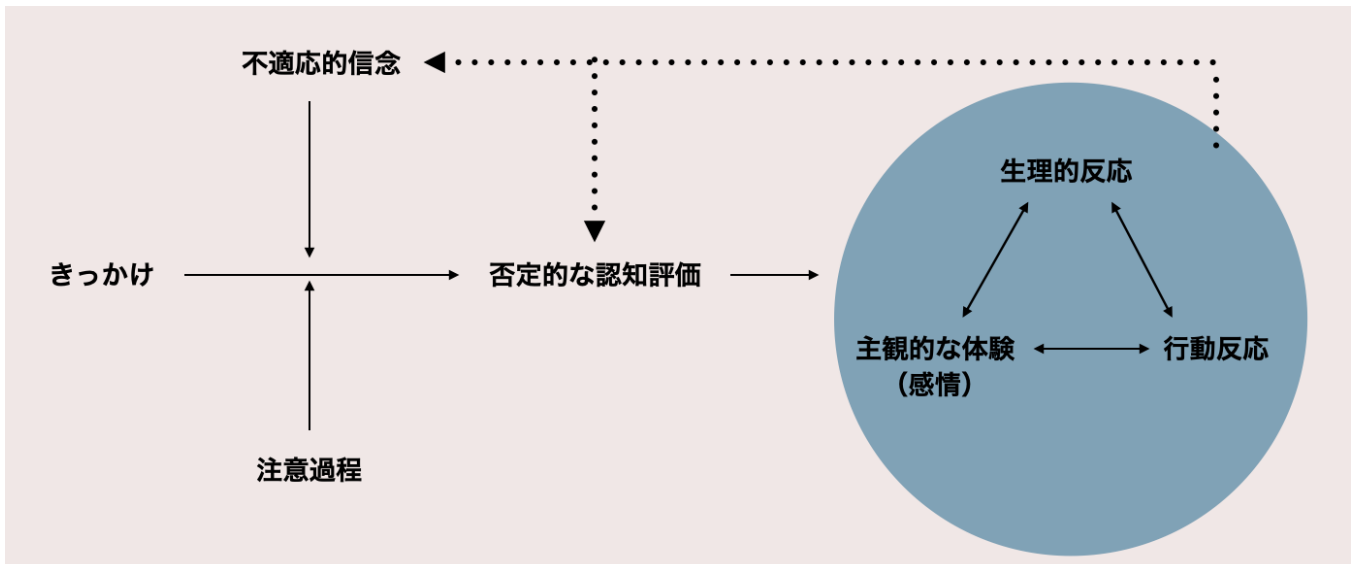 不適応的信念
生理的反応
きっかけ
否定的な認知評価
主観的な体験
（感情）
行動反応
注意過程